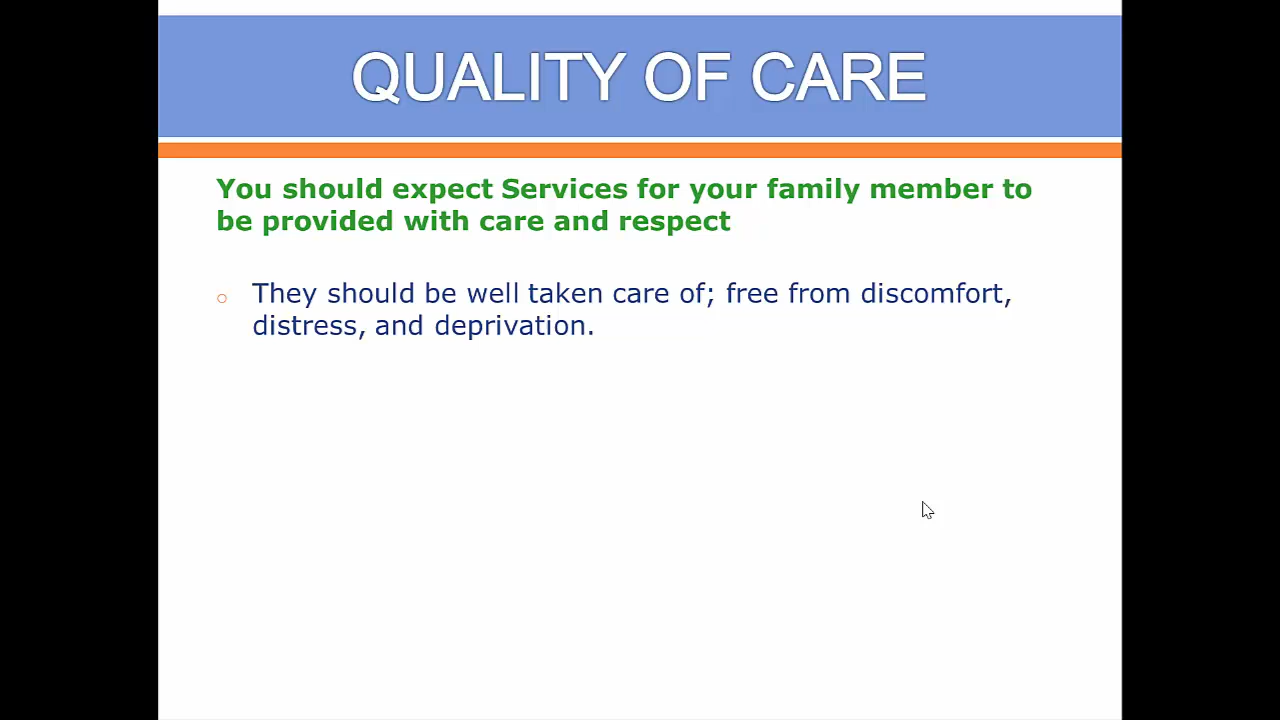 QUALITY OF CARE
You should expect Services for your family member to
be provided with care and respect
They should be well taken care of; free from discomfort,
distress, and deprivation.